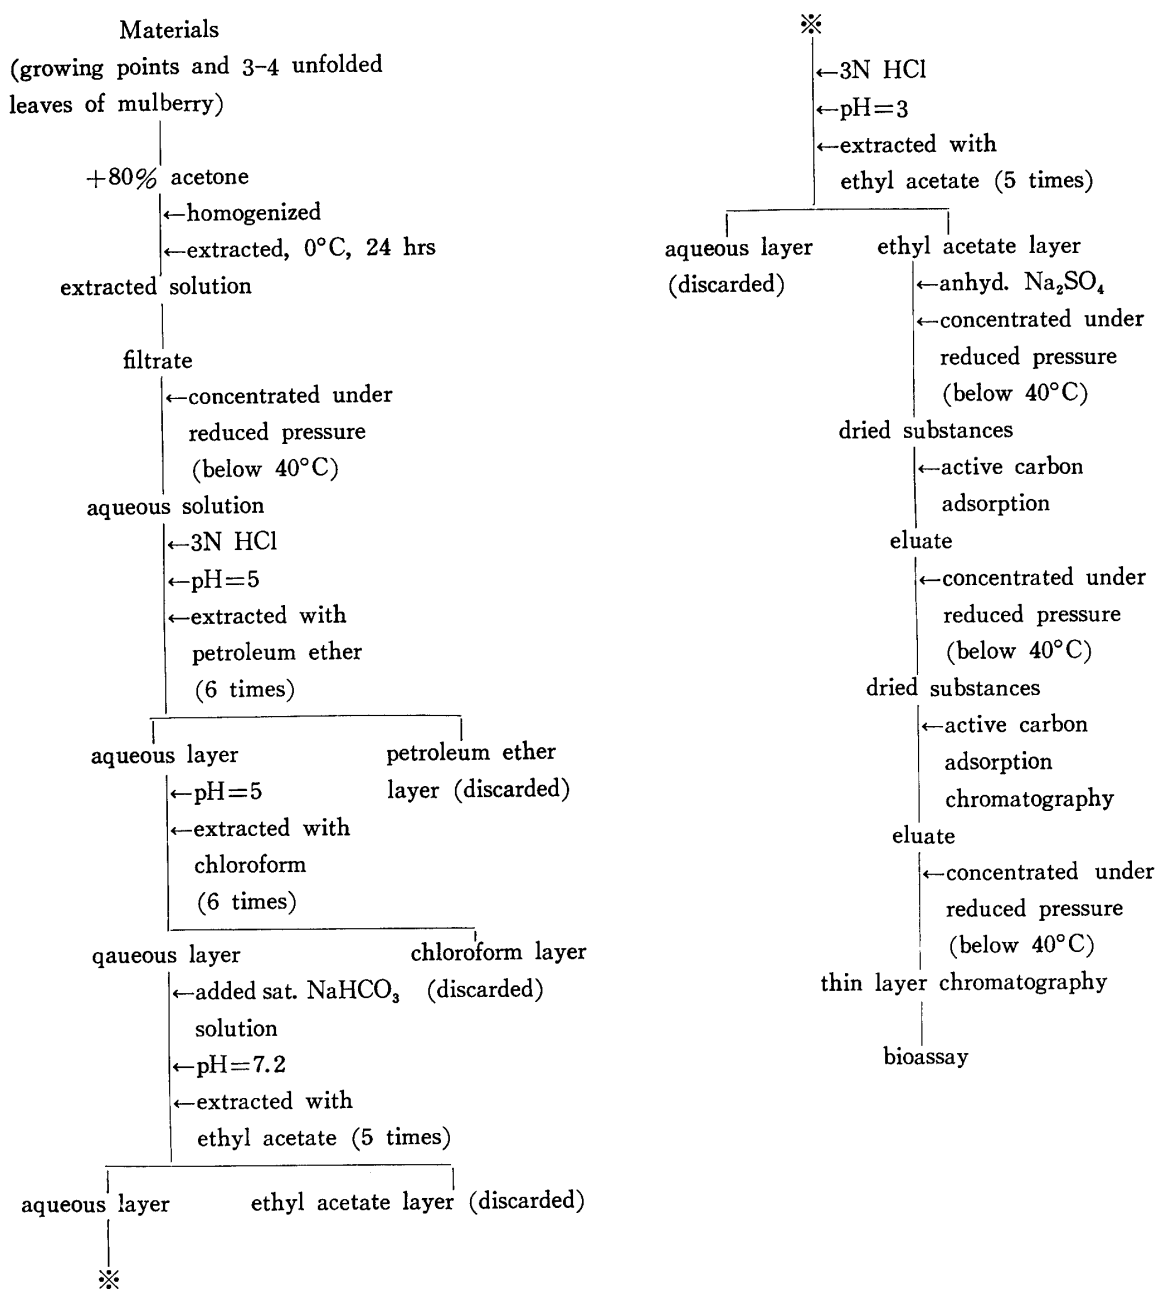 Materials
(growing points and 3-4 unfolded
leaves of mulberry)
+80% acetone
←homogenized
←extracted, 0°C, 24 hrs
extracted solution
filtrate
←concentrated under
reduced pressure
(below 40°C)
aqueous solution
←3N HCl
←pH=5
←extracted with
petroleum ether
(6 times)
aqueous layer petroleum ether
layer (discarded)
←pH=5
←extracted with
chloroform
(6 times)
qaueous layer chloroform layer
←added sat. NaHCO₃ (discarded)
solution
←pH=7.2
←extracted with
ethyl acetate (5 times)
aqueous layer ethyl acetate layer (discarded)
※
※
←3N HCl
←pH=3
←extracted with
ethyl acetate (5 times)
aqueous layer ethyl acetate layer
(discarded) ←anhyd. Na₂SO₄
←concentrated under
reduced pressure
(below 40°C)
dried substances
←active carbon
adsorption
eluate
←concentrated under
reduced pressure
(below 40°C)
dried substances
←active carbon
adsorption
chromatography
eluate
←concentrated under
reduced pressure
(below 40°C)
thin layer chromatography
bioassay